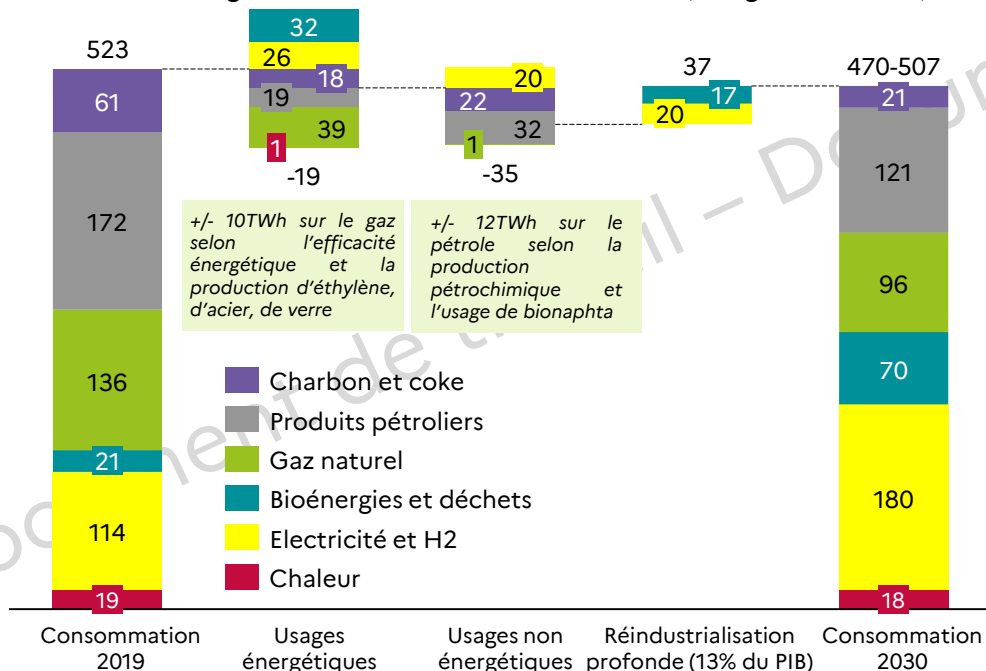 523
32
26
18
19
39
1
-19
20
22
32
1
-35
37
17
20
470-507
61
172
136
21
114
19
21
121
96
70
180
18
+/- 10TWh sur le gaz
selon l'efficacité
énergétique et la
production d'éthylène,
d'acier, de verre
+/- 12TWh sur le
pétrole selon la
production
pétrochimique et
l'usage de bionaphta
Charbon et coke
Produits pétroliers
Gaz naturel
Bioénergies et déchets
Electricité et H2
Chaleur
Consommation
2019
Usages
énergétiques
Usages non
énergétiques
Réindustrialisation
profonde (13% du PIB)
Consommation
2030